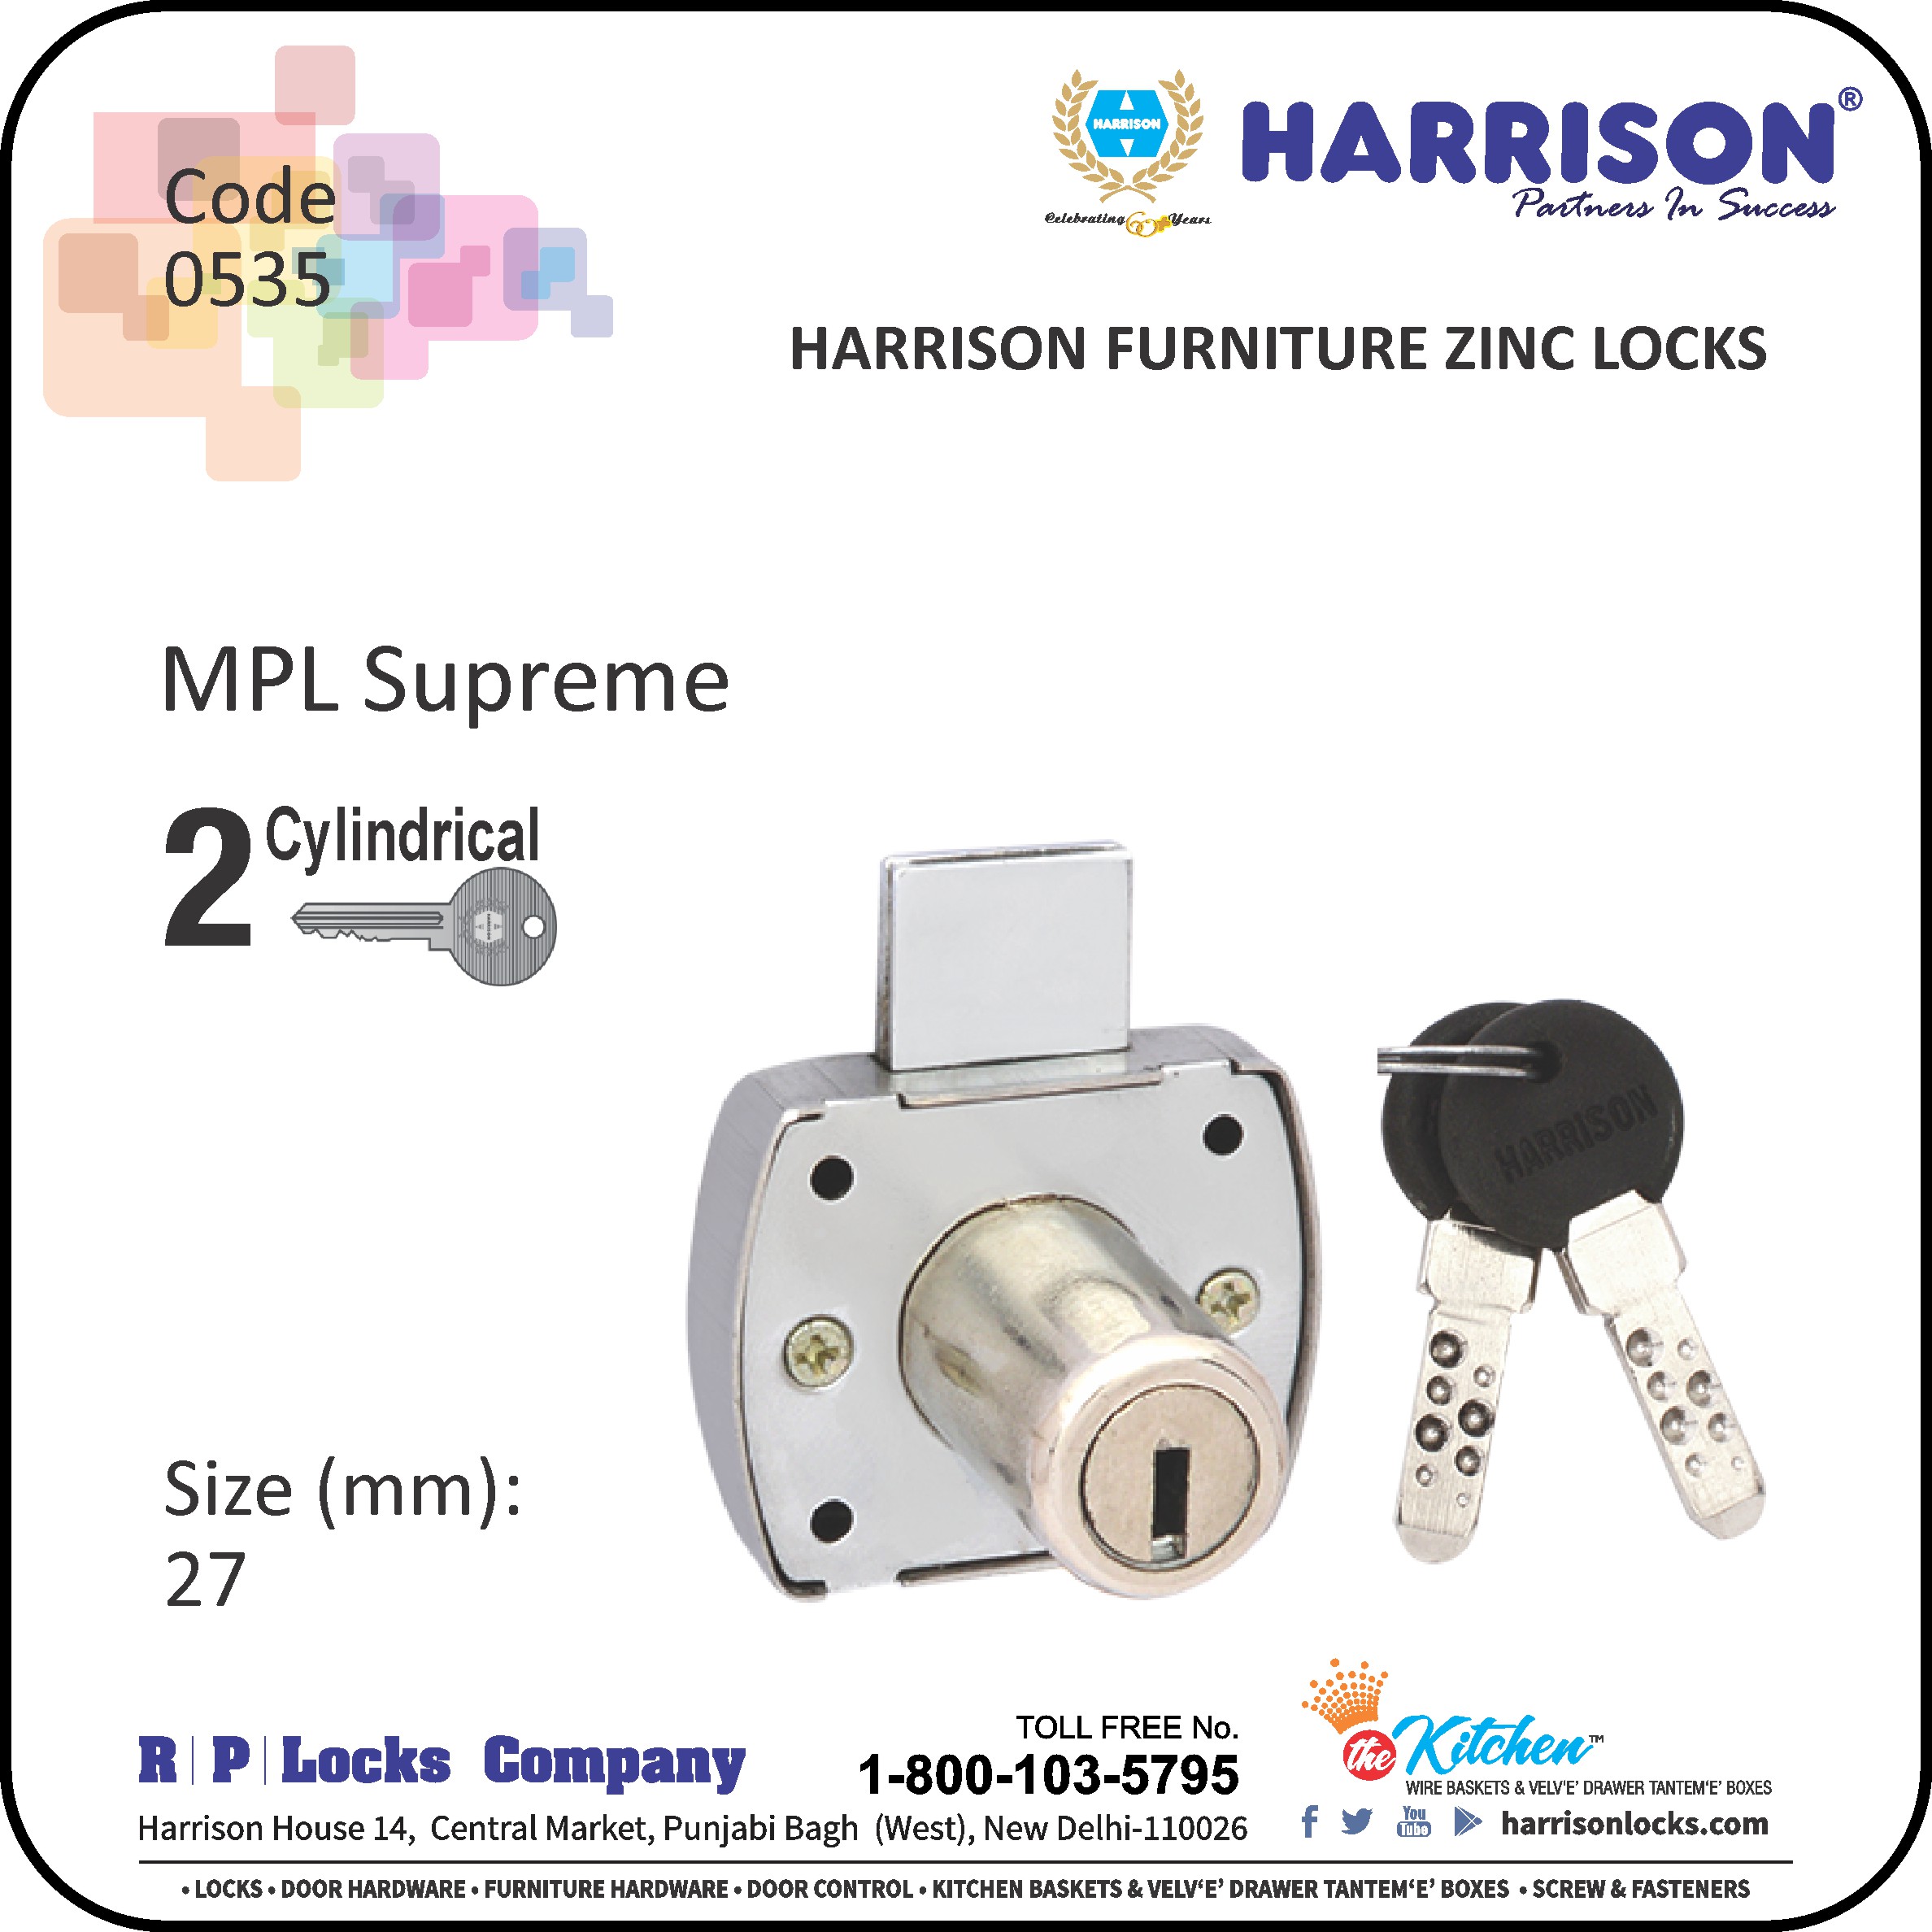 Code
0535
HARRISON
Celebrating 60 Years
HARRISON®
Partners In Success
HARRISON FURNITURE ZINC LOCKS
MPL Supreme
2 Cylindrical
HARRISON
HARRISON
Size (mm):
27
R P Locks Company
TOLL FREE No.
1-800-103-5795
the Kitchen™
WIRE BASKETS & VELV'E' DRAWER TANTEM'E' BOXES
Harrison House 14, Central Market, Punjabi Bagh (West), New Delhi-110026
f You Tube harrisonlocks.com
• LOCKS • DOOR HARDWARE • FURNITURE HARDWARE • DOOR CONTROL • KITCHEN BASKETS & VELV‘E’ DRAWER TANTEM‘E’ BOXES • SCREW & FASTENERS